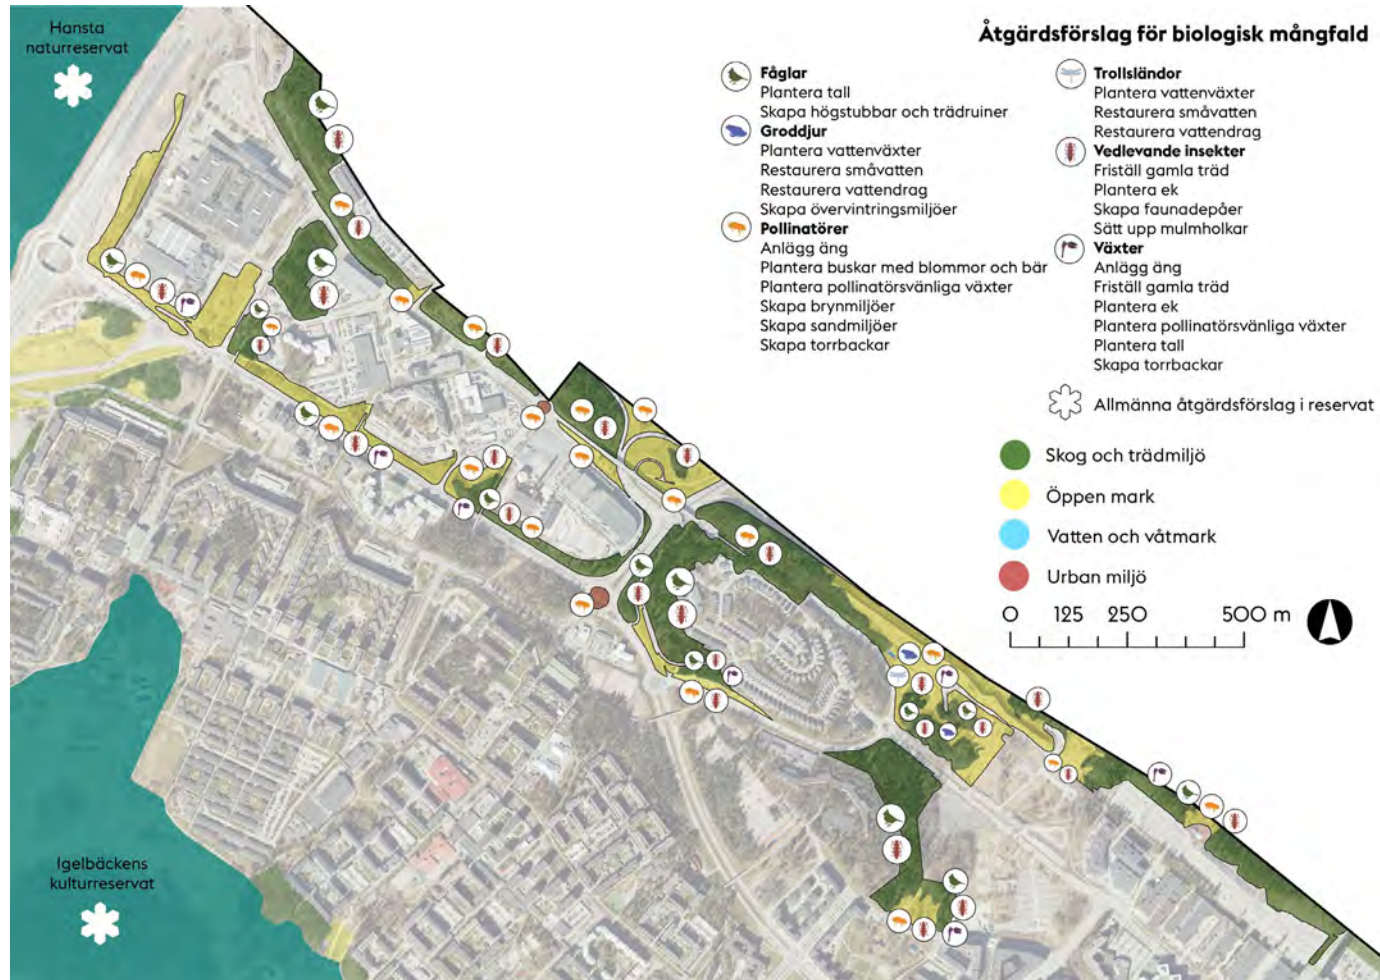 Hansta
naturreservat
Åtgärdsförslag för biologisk mångfald
Fåglar
Plantera tall
Skapa högstubbar och trädruiner
Groddjur
Plantera vattenväxter
Restaurera småvatten
Restaurera vattendrag
Skapa övervintringsmiljöer
Pollinatörer
Anlägg äng
Plantera buskar med blommor och bär
Plantera pollinatörsvänliga växter
Skapa brynmiljöer
Skapa sandmiljöer
Skapa torrbackar
Trollsländor
Plantera vattenväxter
Restaurera småvatten
Restaurera vattendrag
Vedlevande insekter
Friställ gamla träd
Plantera ek
Skapa faunadepåer
Sätt upp mulmholkar
Växter
Anlägg äng
Friställ gamla träd
Plantera ek
Plantera pollinatörsvänliga växter
Plantera tall
Skapa torrbackar
Allmänna åtgärdsförslag i reservat
Skog och trädmiljö
Öppen mark
Vatten och våtmark
Urban miljö
0 125 250 500 m
Igelbäckens
kulturreservat